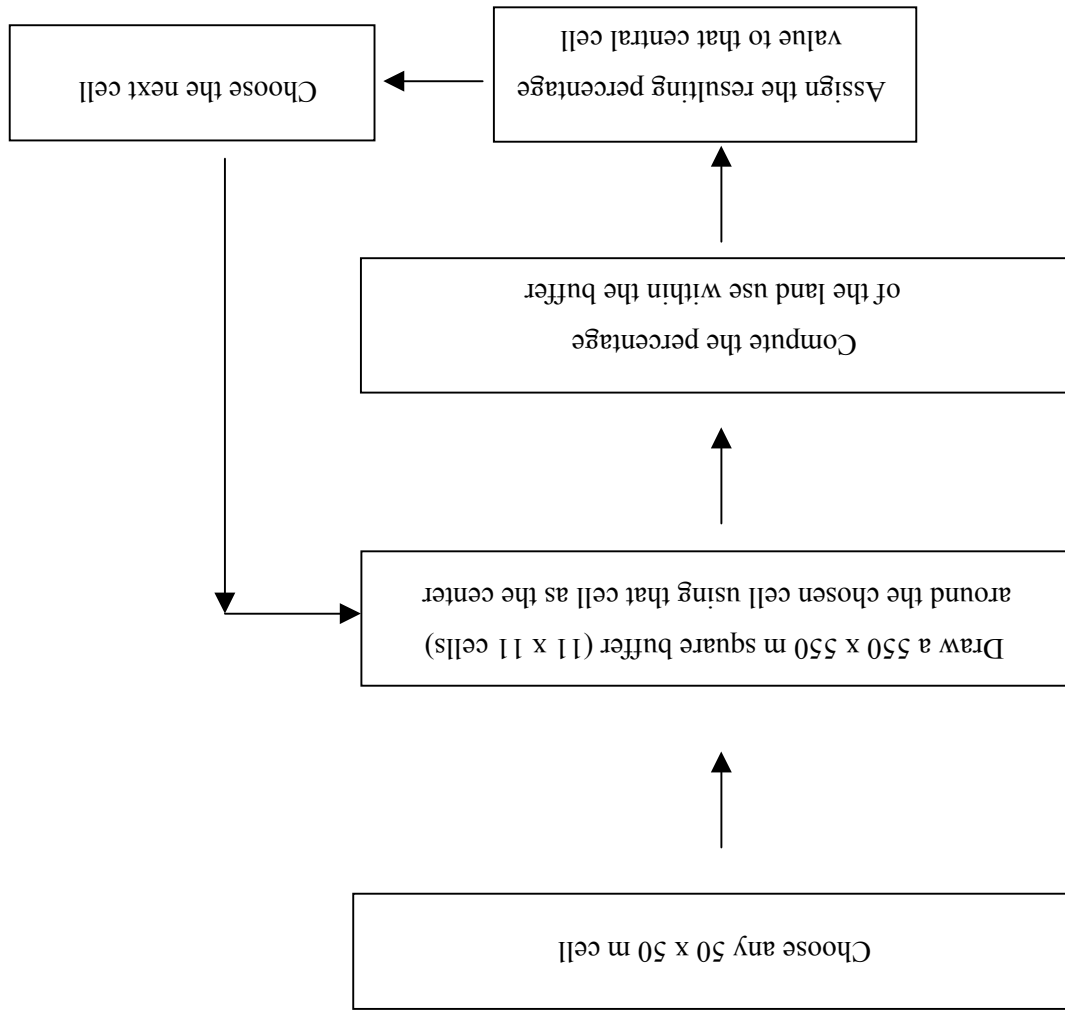 Choose any 50 x 50 m cell
Draw a 550 x 550 m square buffer (11 x 11 cells)
around the chosen cell using that cell as the center
Compute the percentage
of the land use within the buffer
Assign the resulting percentage
value to that central cell
Choose the next cell